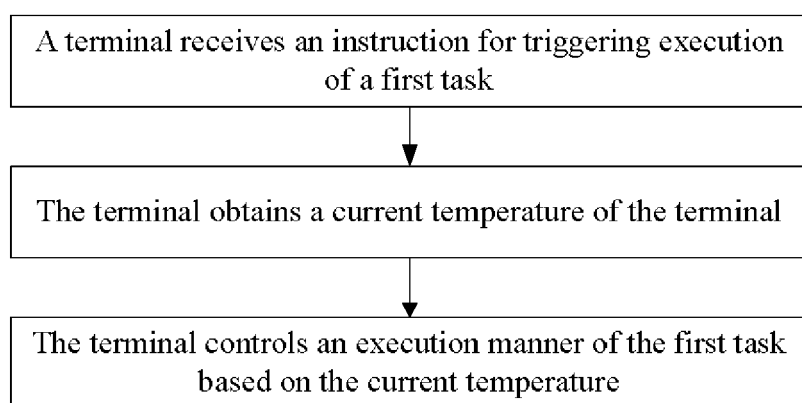 A terminal receives an instruction for triggering execution
of a first task
The terminal obtains a current temperature of the terminal
The terminal controls an execution manner of the first task
based on the current temperature